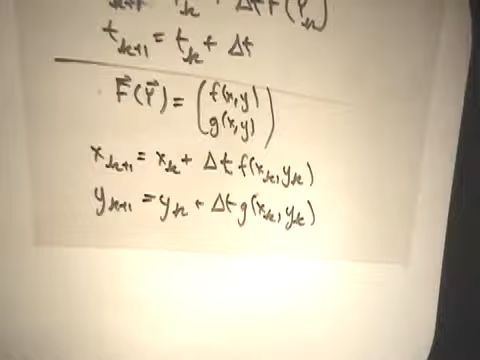 t_{k+1} = t_k + Δt
F⃗(Y⃗) = ( f(x,y)
g(x,y) )
x_{k+1} = x_k + Δt f(x_k, y_k)
y_{k+1} = y_k + Δt g(x_k, y_k)